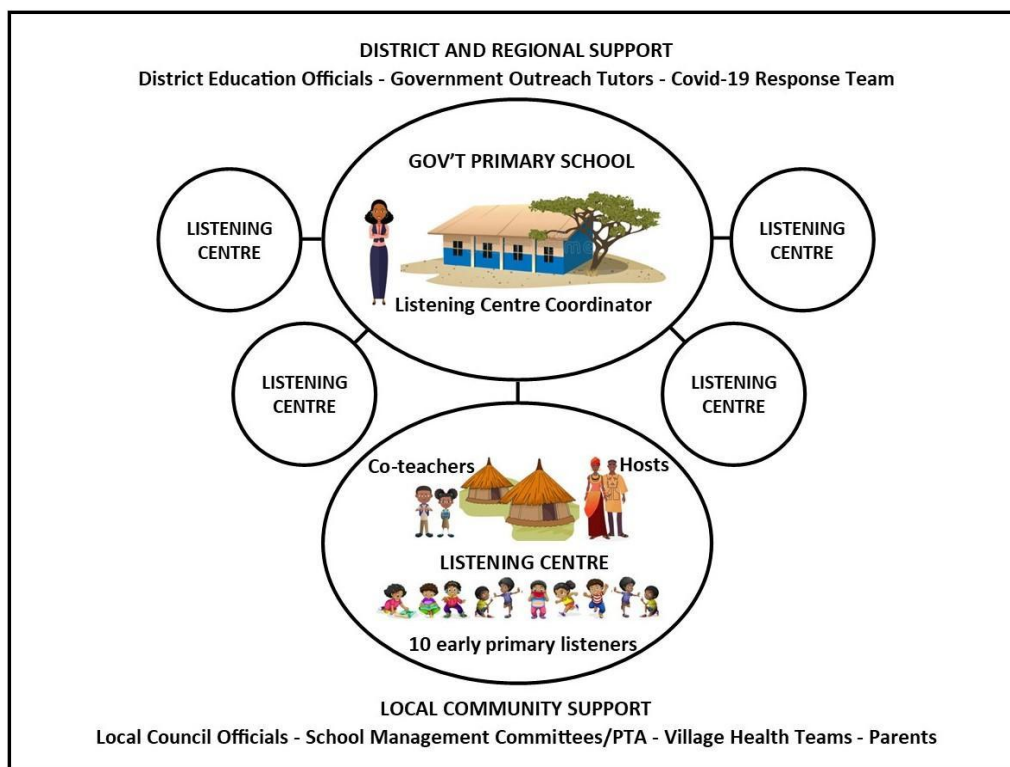 DISTRICT AND REGIONAL SUPPORT
District Education Officials - Government Outreach Tutors - Covid-19 Response Team
GOV'T PRIMARY SCHOOL
Listening Centre Coordinator
LISTENING
CENTRE
LISTENING
CENTRE
LISTENING
CENTRE
LISTENING
CENTRE
Co-teachers
Hosts
LISTENING CENTRE
10 early primary listeners
LOCAL COMMUNITY SUPPORT
Local Council Officials - School Management Committees/PTA - Village Health Teams - Parents